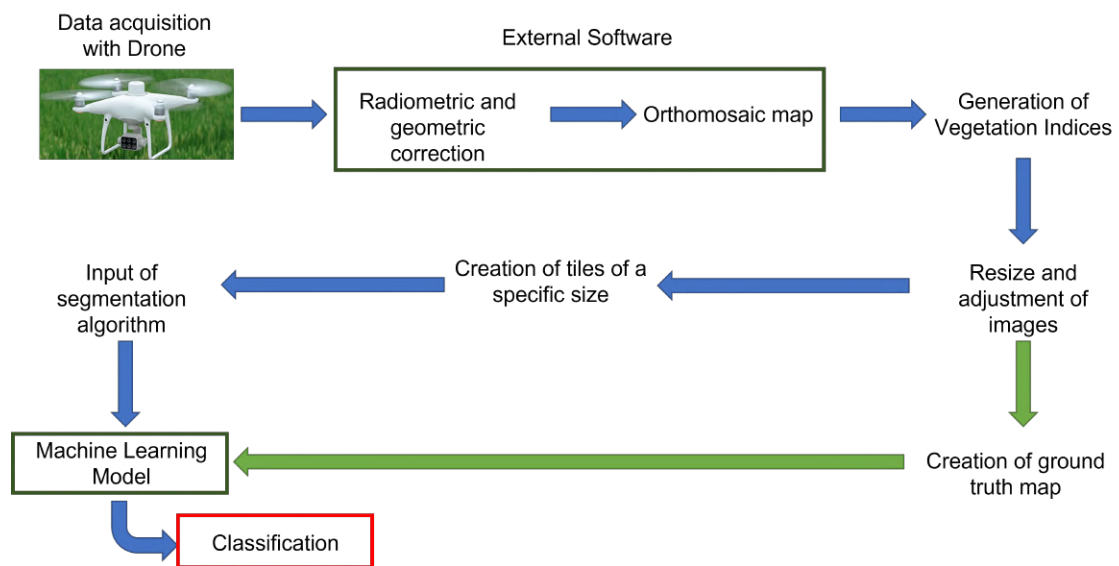 Data acquisition
with Drone
External Software
Radiometric and
geometric
correction
Orthomosaic map
Generation of
Vegetation Indices
Resize and
adjustment of
images
Creation of tiles of a
specific size
Input of
segmentation
algorithm
Creation of ground
truth map
Machine Learning
Model
Classification